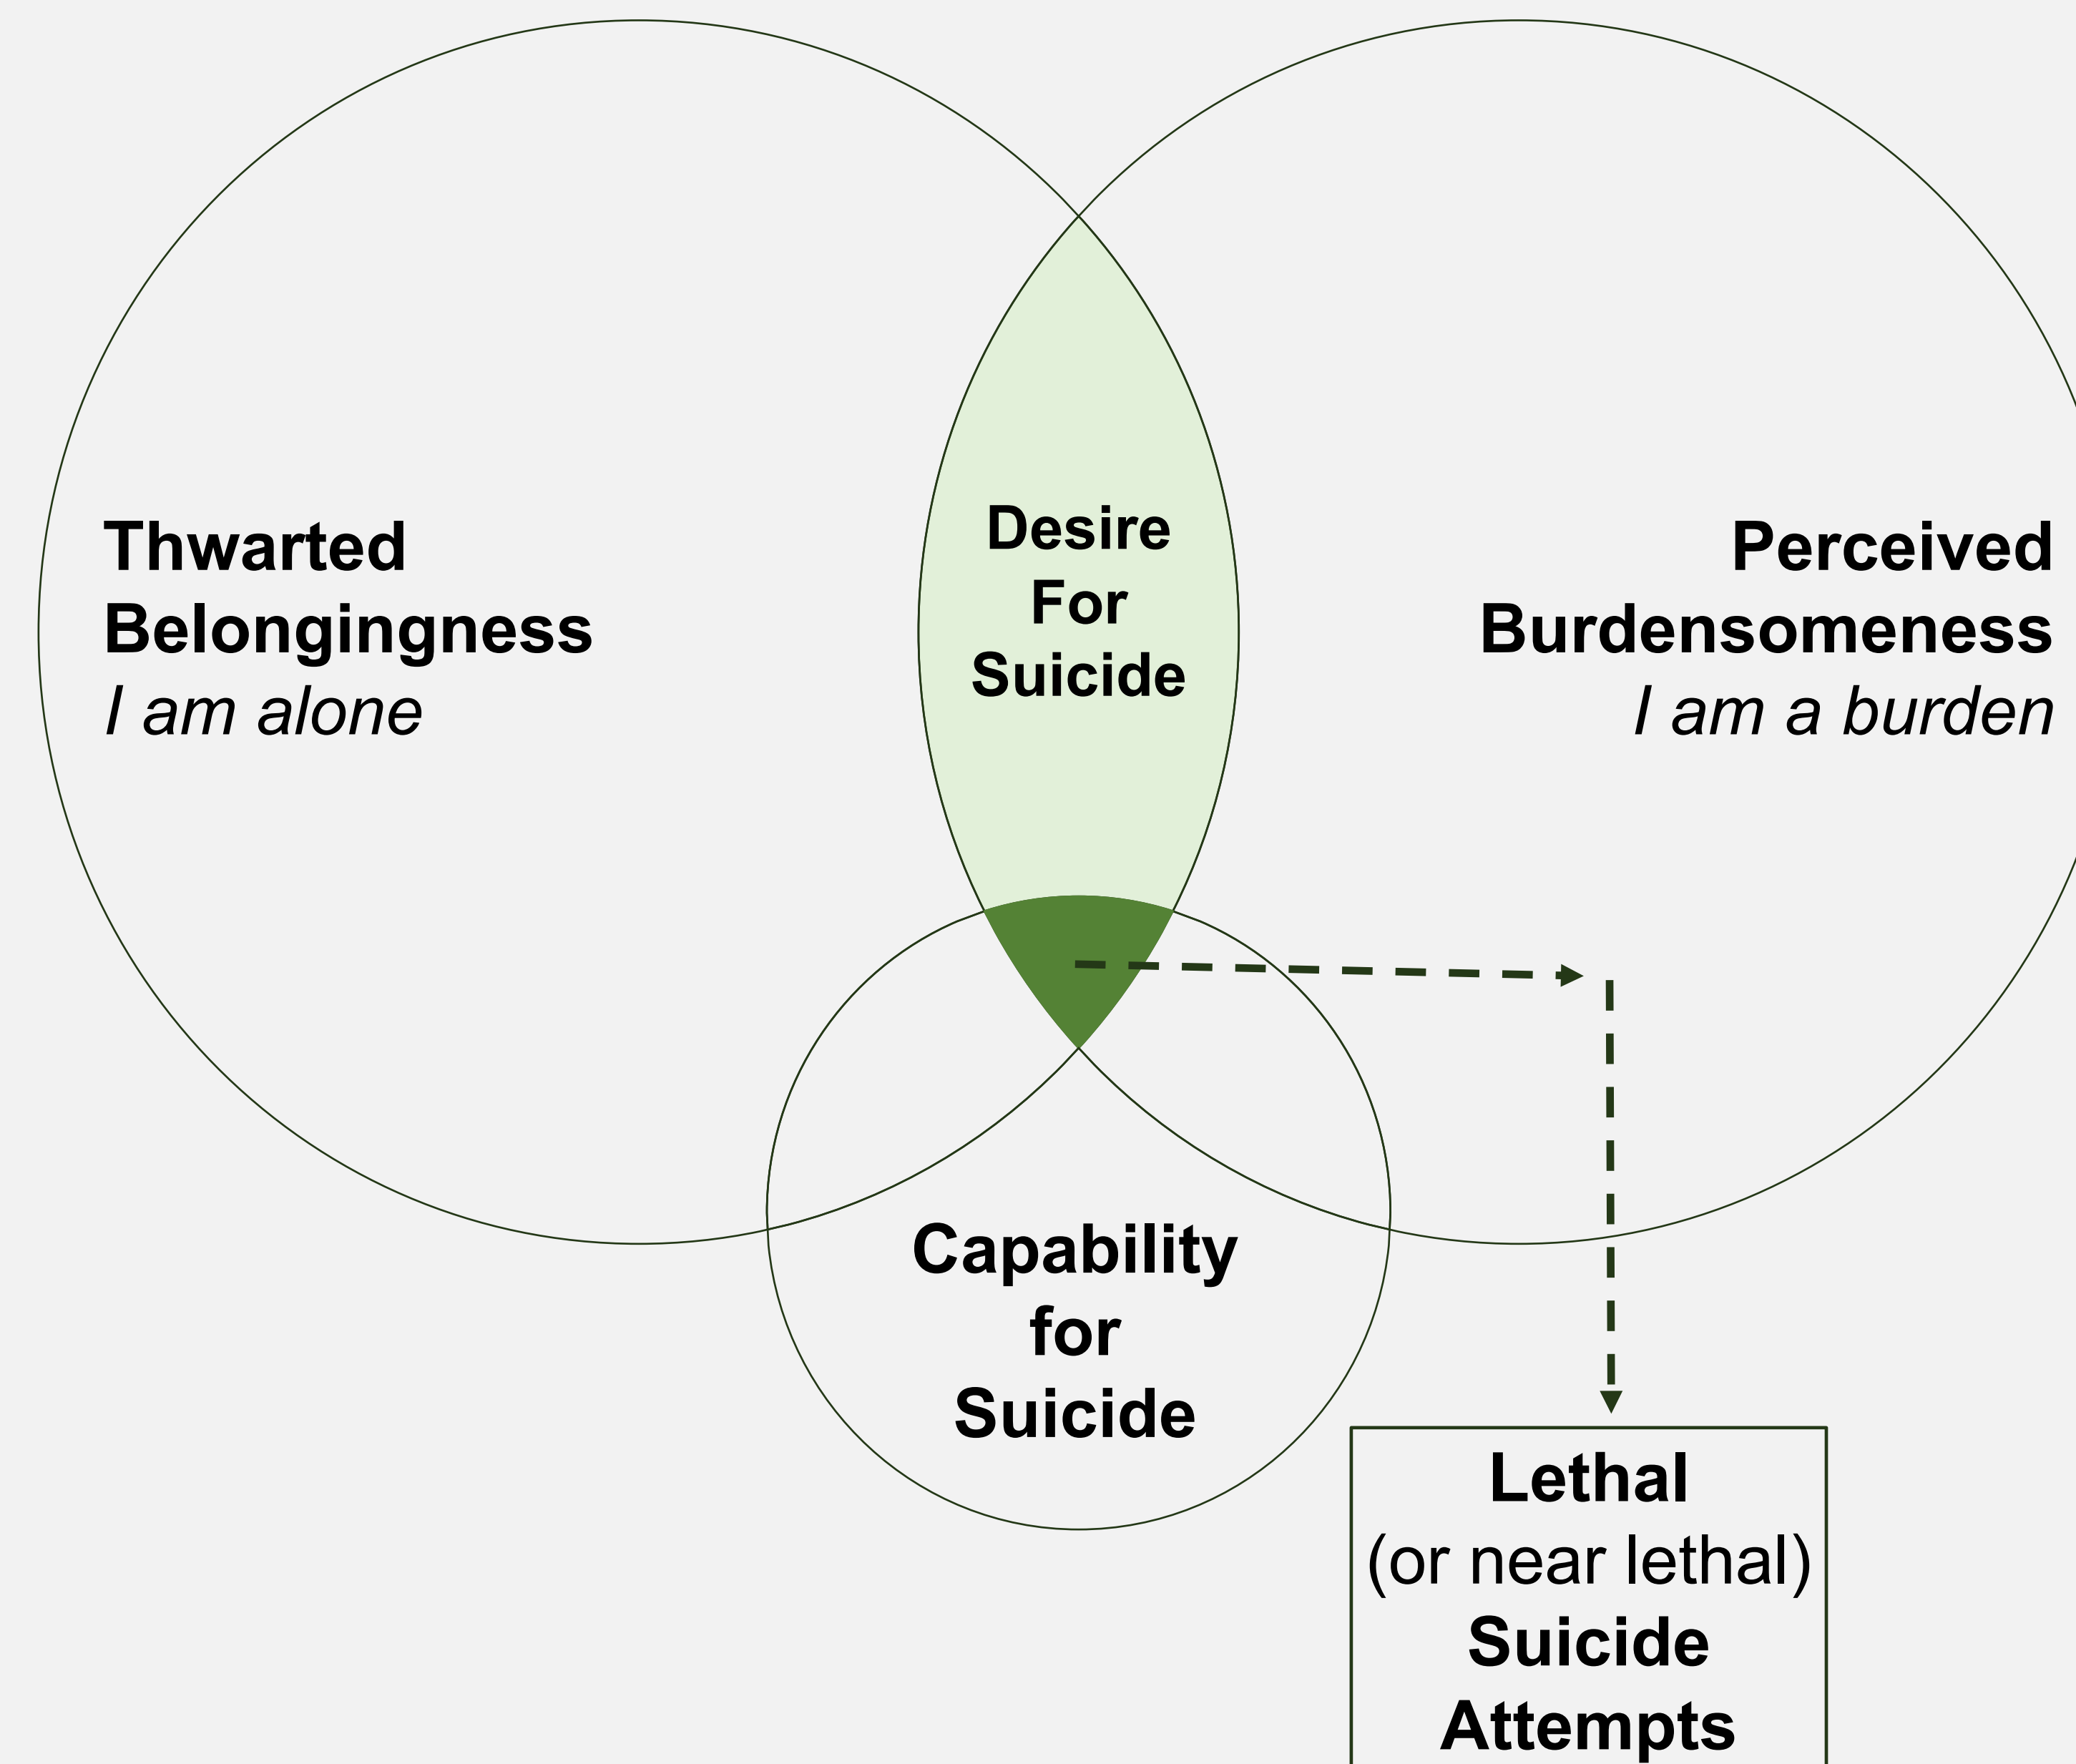 Thwarted
Belongingness
I am alone
Desire
For
Suicide
Perceived
Burdensomeness
I am a burden
Capability
for
Suicide
Lethal
(or near lethal)
Suicide
Attempts